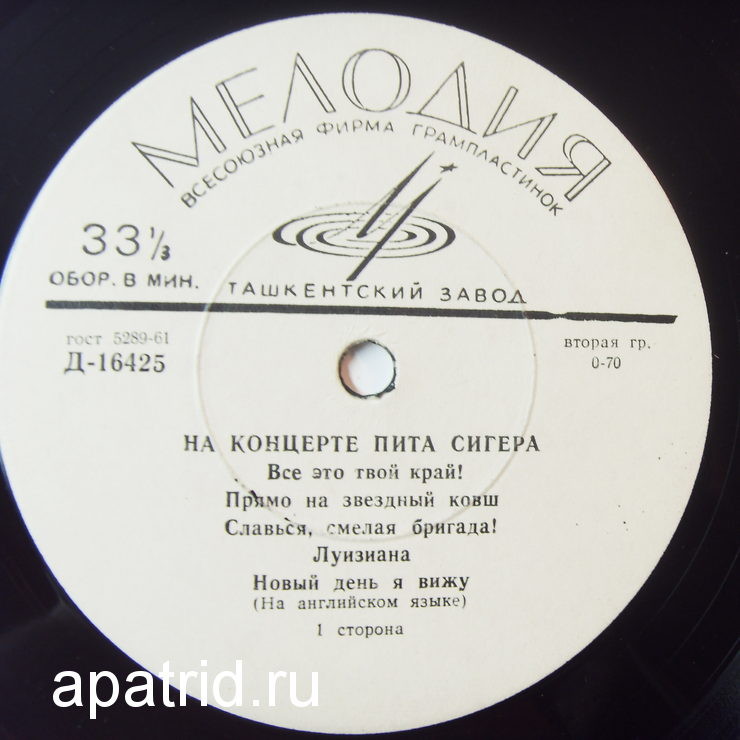 МЕЛОДИЯ
ВСЕСОЮЗНАЯ ФИРМА ГРАМПЛАСТИНОК
33 1/3
ОБОР. В МИН.
ТАШКЕНТСКИЙ ЗАВОД
гост 5289-61
Д-16425
вторая гр.
0-70
НА КОНЦЕРТЕ ПИТА СИГЕРА
Все это твой край!
Прямо на звездный ковш
Славься, смелая бригада!
Луизиана
Новый день я вижу
(На английском языке)
1 сторона
apatrid.ru